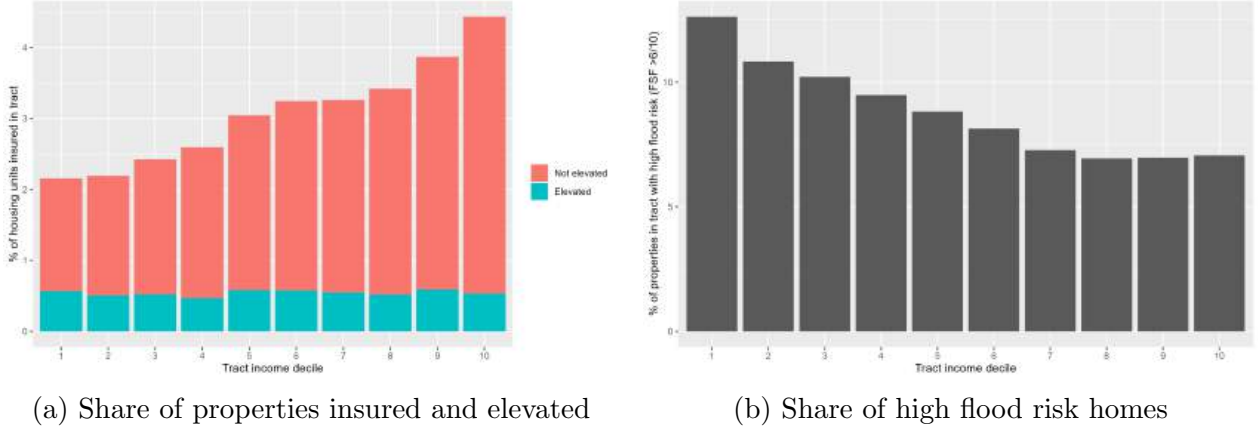 % of housing units insured in tract
4
3
2
1
0
1 2 3 4 5 6 7 8 9 10
Tract income decile
Not elevated
Elevated
(a) Share of properties insured and elevated
% of properties in tract with high flood risk (FSF >6/10)
10
5
0
1 2 3 4 5 6 7 8 9 10
Tract income decile
(b) Share of high flood risk homes